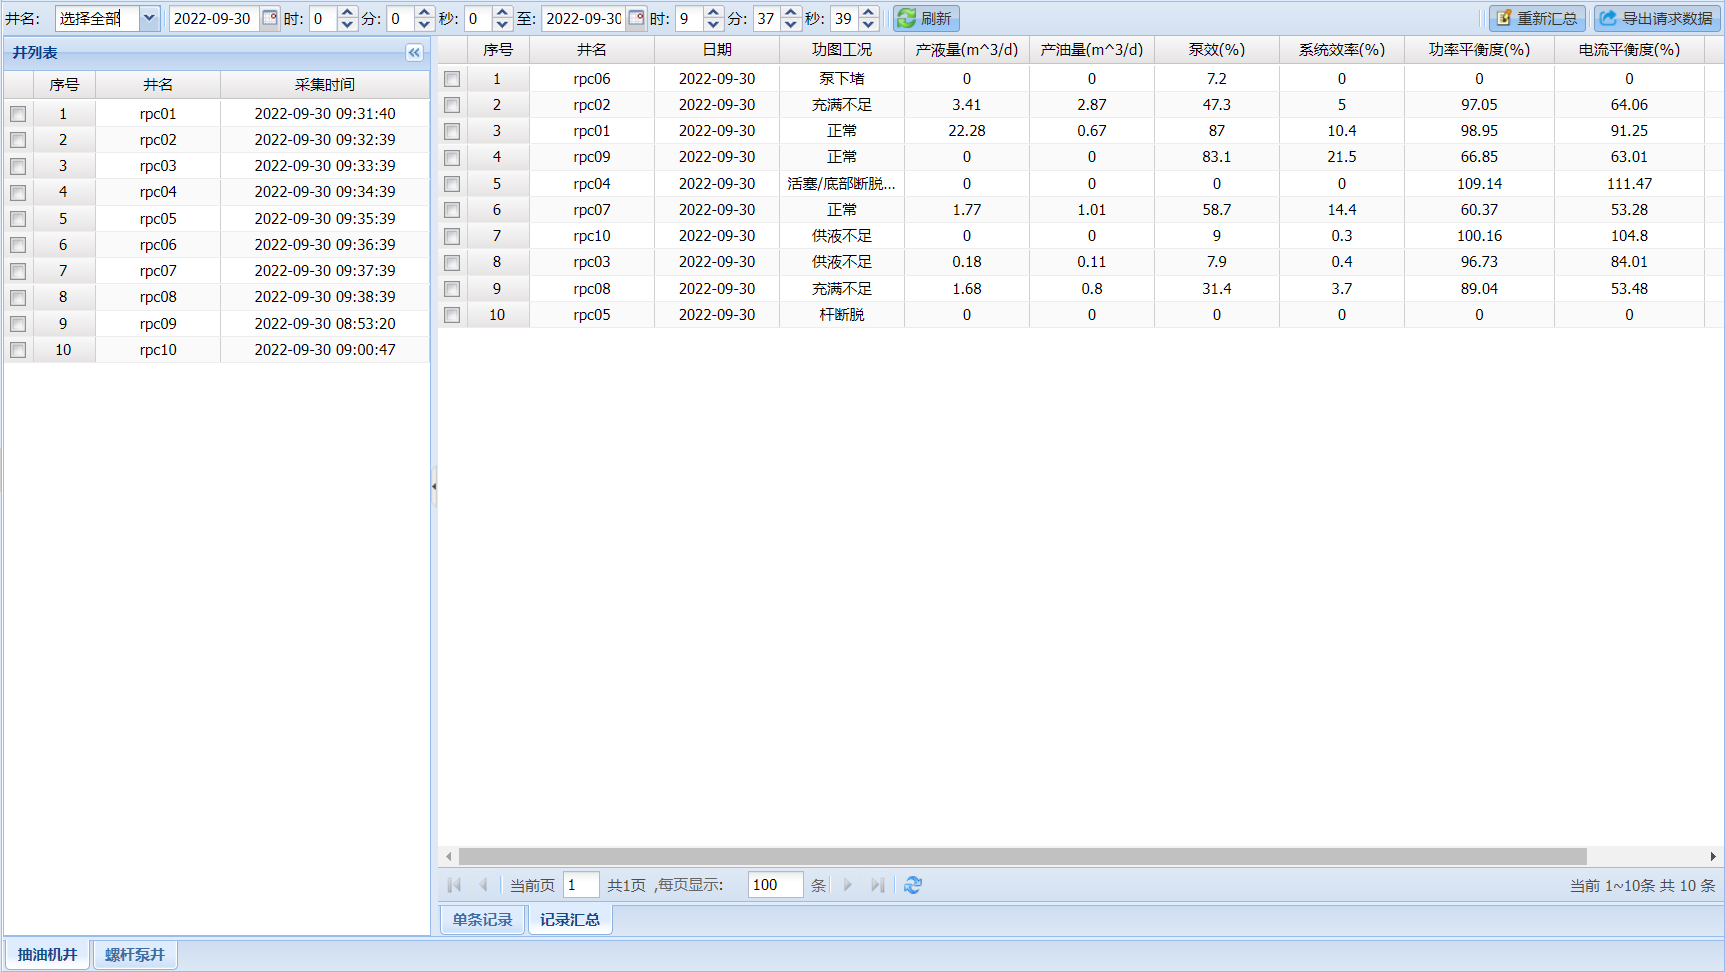 井名: 选择全部 2022-09-30 时: 0 分: 0 秒: 0 至: 2022-09-30 时: 9 分: 37 秒: 39 刷新 重新汇总 导出请求数据
井列表
序号 井名 采集时间
1 rpc01 2022-09-30 09:31:40
2 rpc02 2022-09-30 09:32:39
3 rpc03 2022-09-30 09:33:39
4 rpc04 2022-09-30 09:34:39
5 rpc05 2022-09-30 09:35:39
6 rpc06 2022-09-30 09:36:39
7 rpc07 2022-09-30 09:37:39
8 rpc08 2022-09-30 09:38:39
9 rpc09 2022-09-30 08:53:20
10 rpc10 2022-09-30 09:00:47
序号 井名 日期 功图工况 产液量(m^3/d) 产油量(m^3/d) 泵效(%) 系统效率(%) 功率平衡度(%) 电流平衡度(%)
1 rpc06 2022-09-30 泵下堵 0 0 7.2 0 0 0
2 rpc02 2022-09-30 充满不足 3.41 2.87 47.3 5 97.05 64.06
3 rpc01 2022-09-30 正常 22.28 0.67 87 10.4 98.95 91.25
4 rpc09 2022-09-30 正常 0 0 83.1 21.5 66.85 63.01
5 rpc04 2022-09-30 活塞/底部断脱... 0 0 0 0 109.14 111.47
6 rpc07 2022-09-30 正常 1.77 1.01 58.7 14.4 60.37 53.28
7 rpc10 2022-09-30 供液不足 0 0 9 0.3 100.16 104.8
8 rpc03 2022-09-30 供液不足 0.18 0.11 7.9 0.4 96.73 84.01
9 rpc08 2022-09-30 充满不足 1.68 0.8 31.4 3.7 89.04 53.48
10 rpc05 2022-09-30 杆断脱 0 0 0 0 0 0
当前页 1 共1页 ,每页显示: 100 条 当前 1~10条 共 10 条
单条记录 记录汇总
抽油机井 螺杆泵井